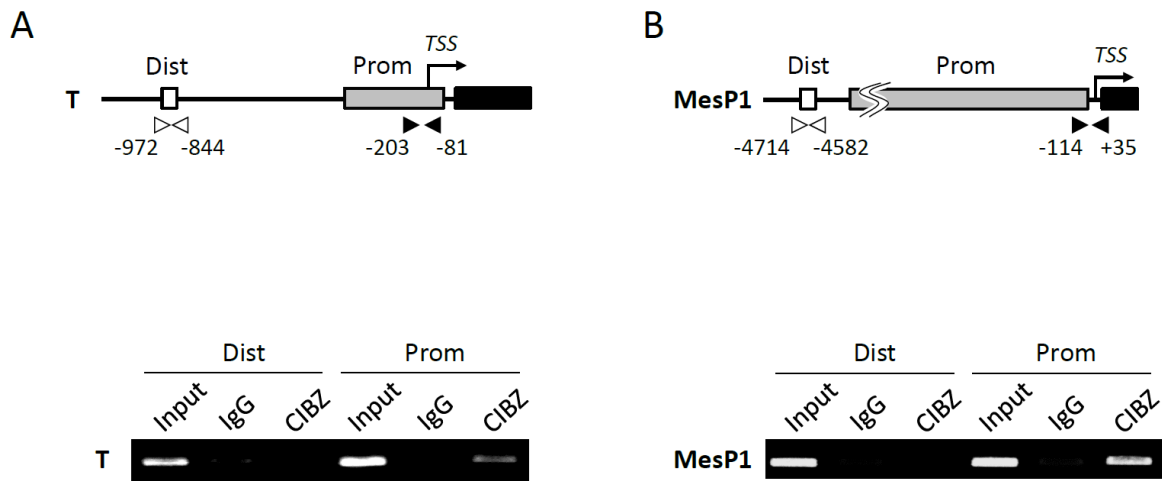 A
TSS
Dist Prom
T
-972 -844 -203 -81
Dist Prom
Input IgG CIBZ Input IgG CIBZ
T
B
TSS
Dist Prom
MesP1
-4714 -4582 -114 +35
Dist Prom
Input IgG CIBZ Input IgG CIBZ
MesP1